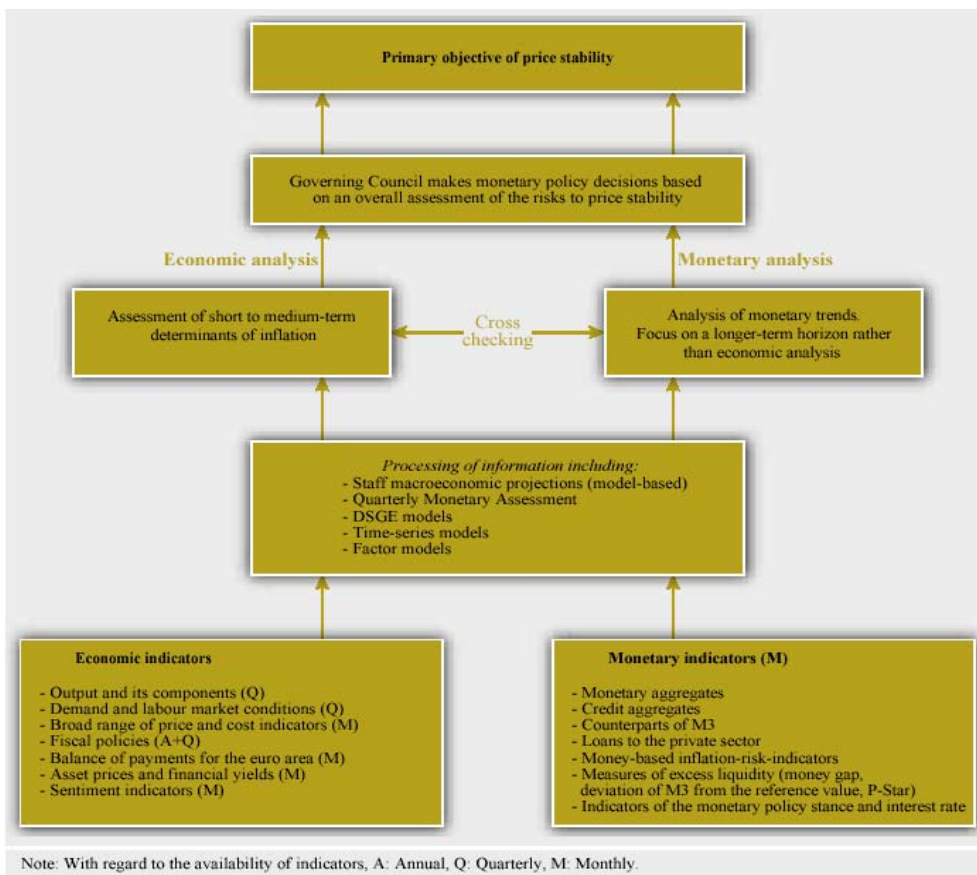 Primary objective of price stability
Governing Council makes monetary policy decisions based
on an overall assessment of the risks to price stability
Economic analysis
Monetary analysis
Assessment of short to medium-term
determinants of inflation
Cross
checking
Analysis of monetary trends.
Focus on a longer-term horizon rather
than economic analysis
Processing of information including:
- Staff macroeconomic projections (model-based)
- Quarterly Monetary Assessment
- DSGE models
- Time-series models
- Factor models
Economic indicators
- Output and its components (Q)
- Demand and labour market conditions (Q)
- Broad range of price and cost indicators (M)
- Fiscal policies (A+Q)
- Balance of payments for the euro area (M)
- Asset prices and financial yields (M)
- Sentiment indicators (M)
Monetary indicators (M)
- Monetary aggregates
- Credit aggregates
- Counterparts of M3
- Loans to the private sector
- Money-based inflation-risk-indicators
- Measures of excess liquidity (money gap,
deviation of M3 from the reference value, P-Star)
- Indicators of the monetary policy stance and interest rate
Note: With regard to the availability of indicators, A: Annual, Q: Quarterly, M: Monthly.